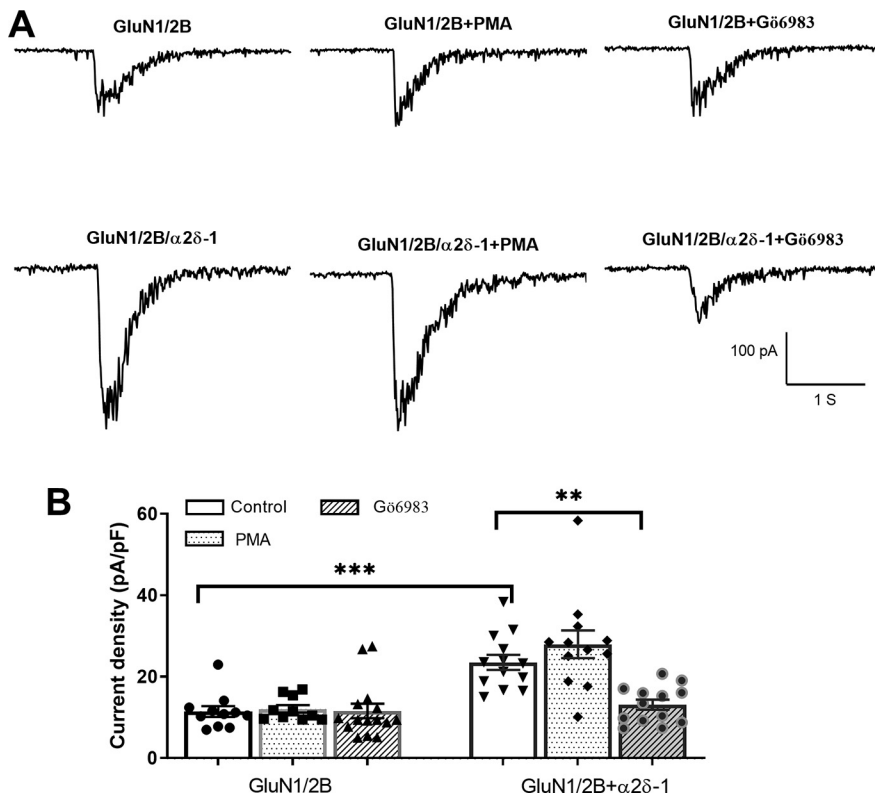 A
GluN1/2B
GluN1/2B+PMA
GluN1/2B+Gö6983
GluN1/2B/α2δ-1
GluN1/2B/α2δ-1+PMA
GluN1/2B/α2δ-1+Gö6983
100 pA
1 S
B
Control
Gö6983
PMA
**
***
Current density (pA/pF)
60
40
20
0
GluN1/2B
GluN1/2B+α2δ-1